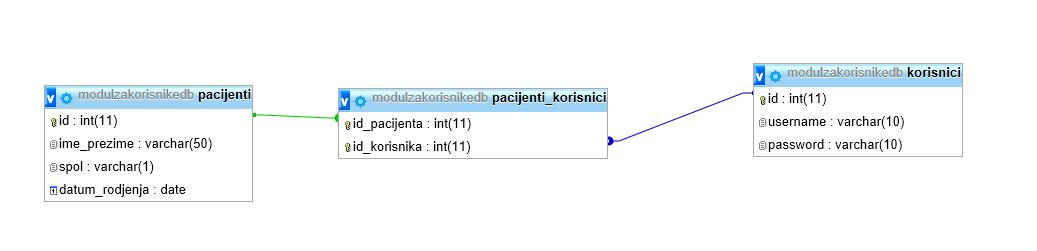 v modulzakorisnikedb pacijenti
id : int(11)
ime_prezime : varchar(50)
spol : varchar(1)
datum_rodjenja : date
v modulzakorisnikedb pacijenti_korisnici
id_pacijenta : int(11)
id_korisnika : int(11)
v modulzakorisnikedb korisnici
id : int(11)
username : varchar(10)
password : varchar(10)